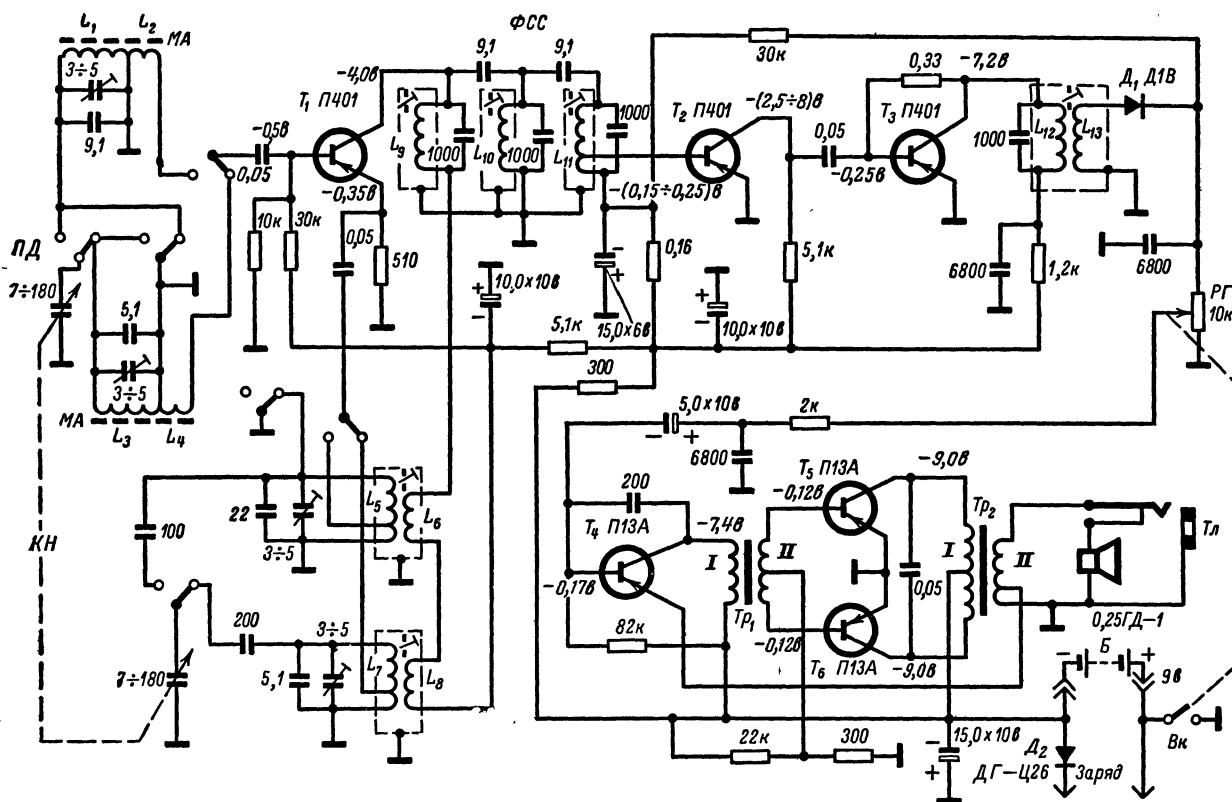 L₁ L₂ МА
ФСС
3÷5
9,1
9,1 9,1
30к
-4,0в
T₁ П401
-0,5в
0,05
-0,35в
10к 30к
0,05
510
L₉ 1000
L₁₀ 1000
L₁₁
1000
T₂ П401
-(2,5÷8)в
-(0,15÷0,25)в
0,05
0,33
-7,2в
T₃ П401
-0,25в
1000
L₁₂ L₁₃
Д₁ Д1В
6800
6800
1,2к
РГ
10к
ПД
7÷180
5,1
3÷5
МА L₃ L₄
10,0×10в
15,0×6в
0,16
10,0×10в
5,1к
5,1к
300
КН
100
22
3÷5
L₅ L₆
7÷180
200
5,1
3÷5
L₇ L₈
5,0×10в
2к
6800
200
T₄ П13А
-0,17в
-7,4в
82к
I II
Тр₁
T₅ П13А
-0,12в
-9,0в
0,05
-0,12в
T₆ П13А
-9,0в
Тр₂
I II
Тл
0,25ГД-1
- Б +
9в
Вк
22к
300
15,0×10в
Д₂
ДГ-Ц26
Заряд